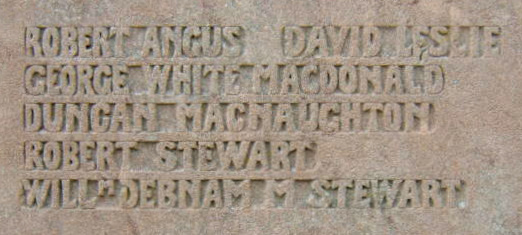 ROBERT ANGUS DAVID LESLIE
GEORGE WHITE MACDONALD
DUNCAN MACNAUGHTON
ROBERT STEWART
WILLM DEBNAM M STEWART